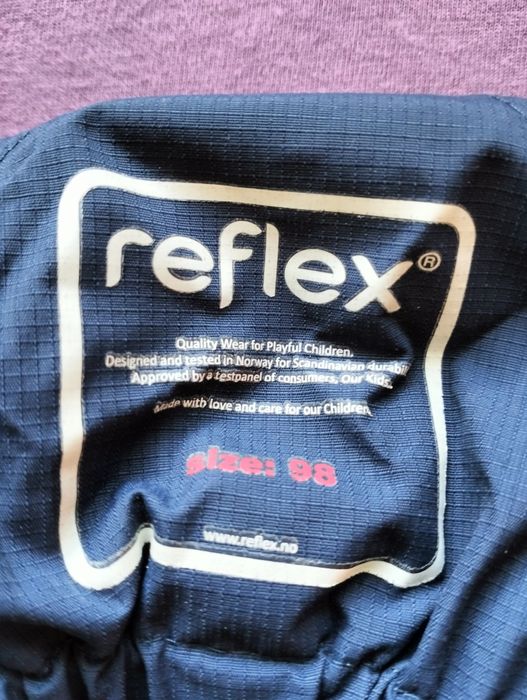 reflex®
Quality Wear for Playful Children.
Designed and tested in Norway for Scandinavian
Approved by a testpanel of consumers, Our Kids.
Made with love and care for our Children
size: 98
www.reflex.no